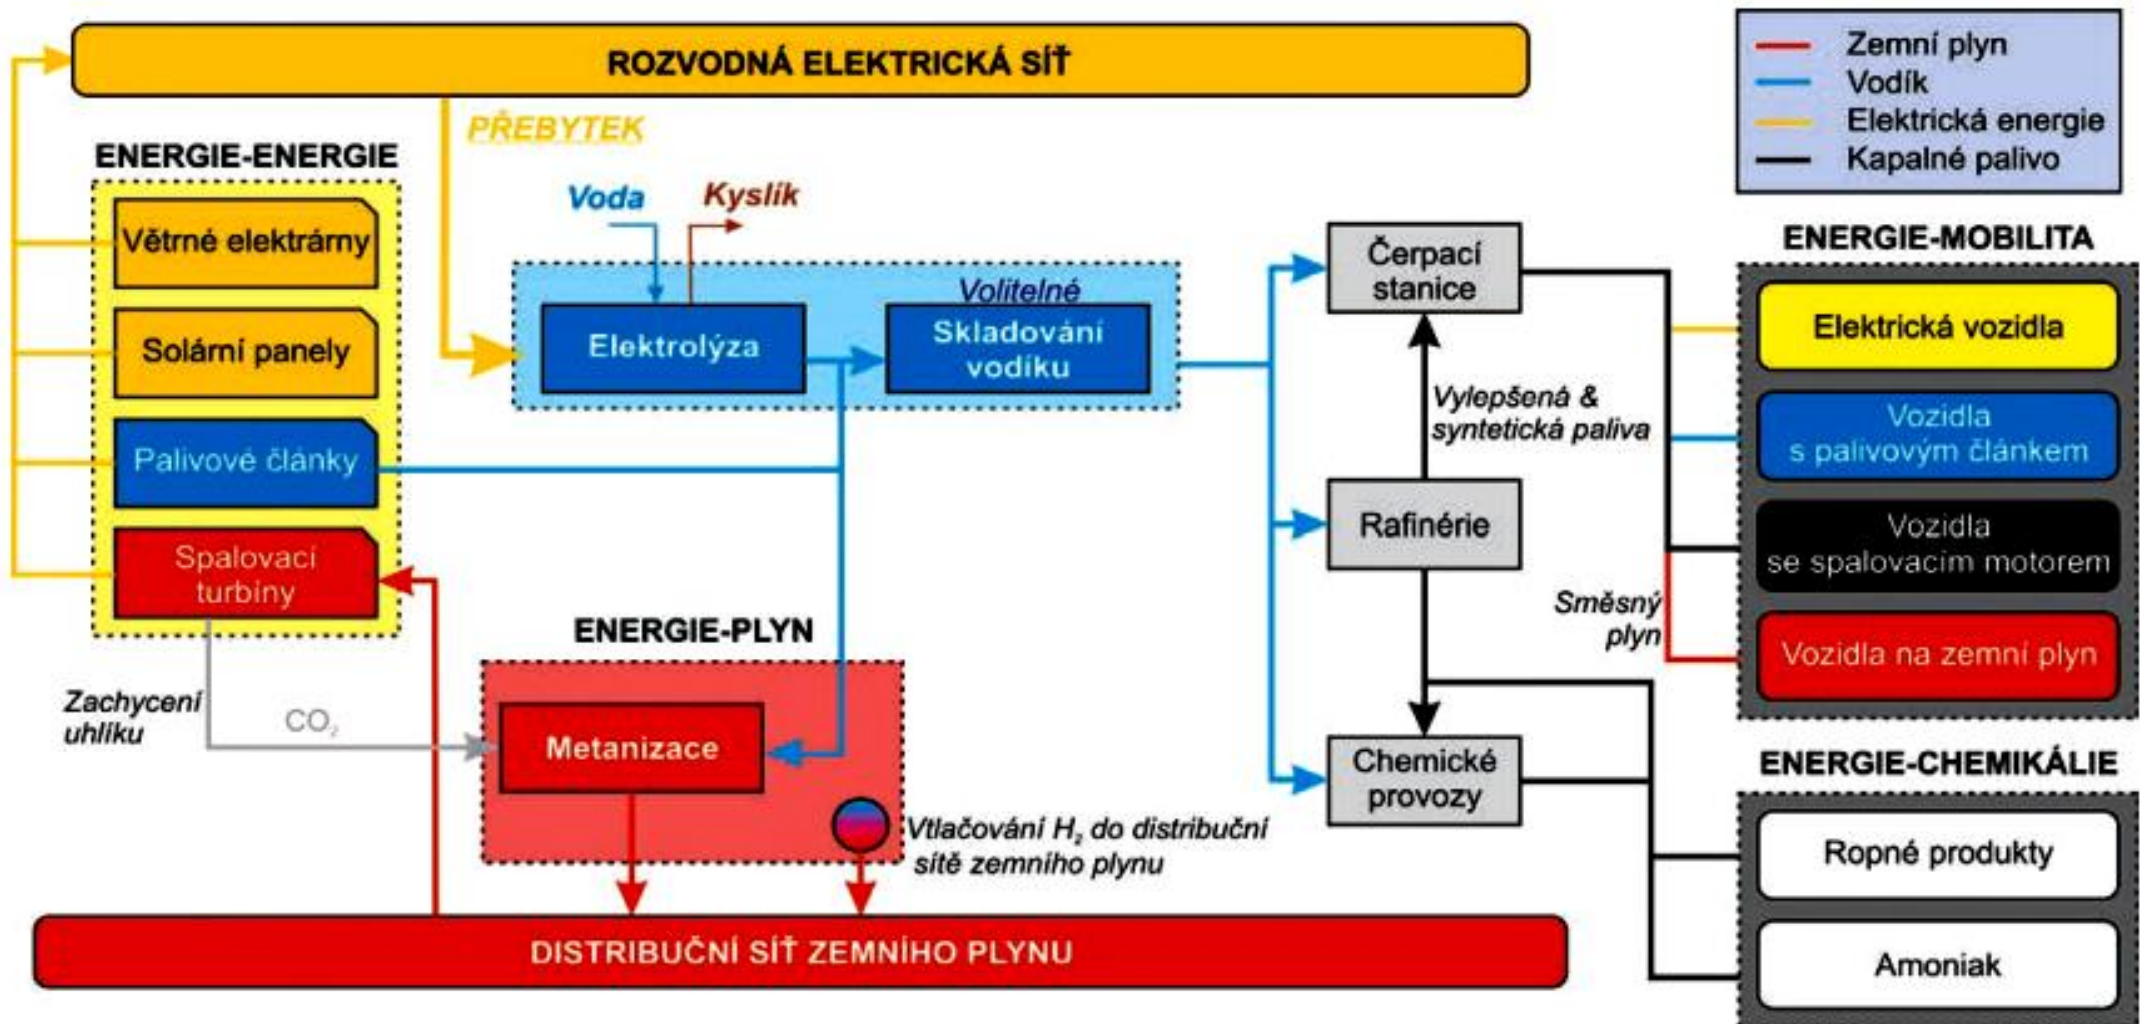 ROZVODNÁ ELEKTRICKÁ SÍŤ
PŘEBYTEK
Zemní plyn
Vodík
Elektrická energie
Kapalné palivo
ENERGIE-ENERGIE
Větrné elektrárny
Solární panely
Palivové články
Spalovací
turbíny
Zachycení
uhlíku
CO₂
Voda
Kyslík
Elektrolýza
Volitelné
Skladování
vodíku
ENERGIE-PLYN
Metanizace
Vtlačování H₂ do distribuční
sítě zemního plynu
DISTRIBUČNÍ SÍŤ ZEMNÍHO PLYNU
Čerpací
stanice
Vylepšená &
syntetická paliva
Rafinérie
Chemické
provozy
Směsný
plyn
ENERGIE-MOBILITA
Elektrická vozidla
Vozidla
s palivovým článkem
Vozidla
se spalovacím motorem
Vozidla na zemní plyn
ENERGIE-CHEMIKÁLIE
Ropné produkty
Amoniak